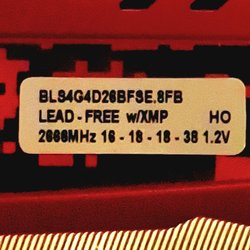 BLS4G4D26BFSE.8FB
LEAD - FREE w/XMP HO
2666MHz 16 - 18 - 18 - 38 1.2V